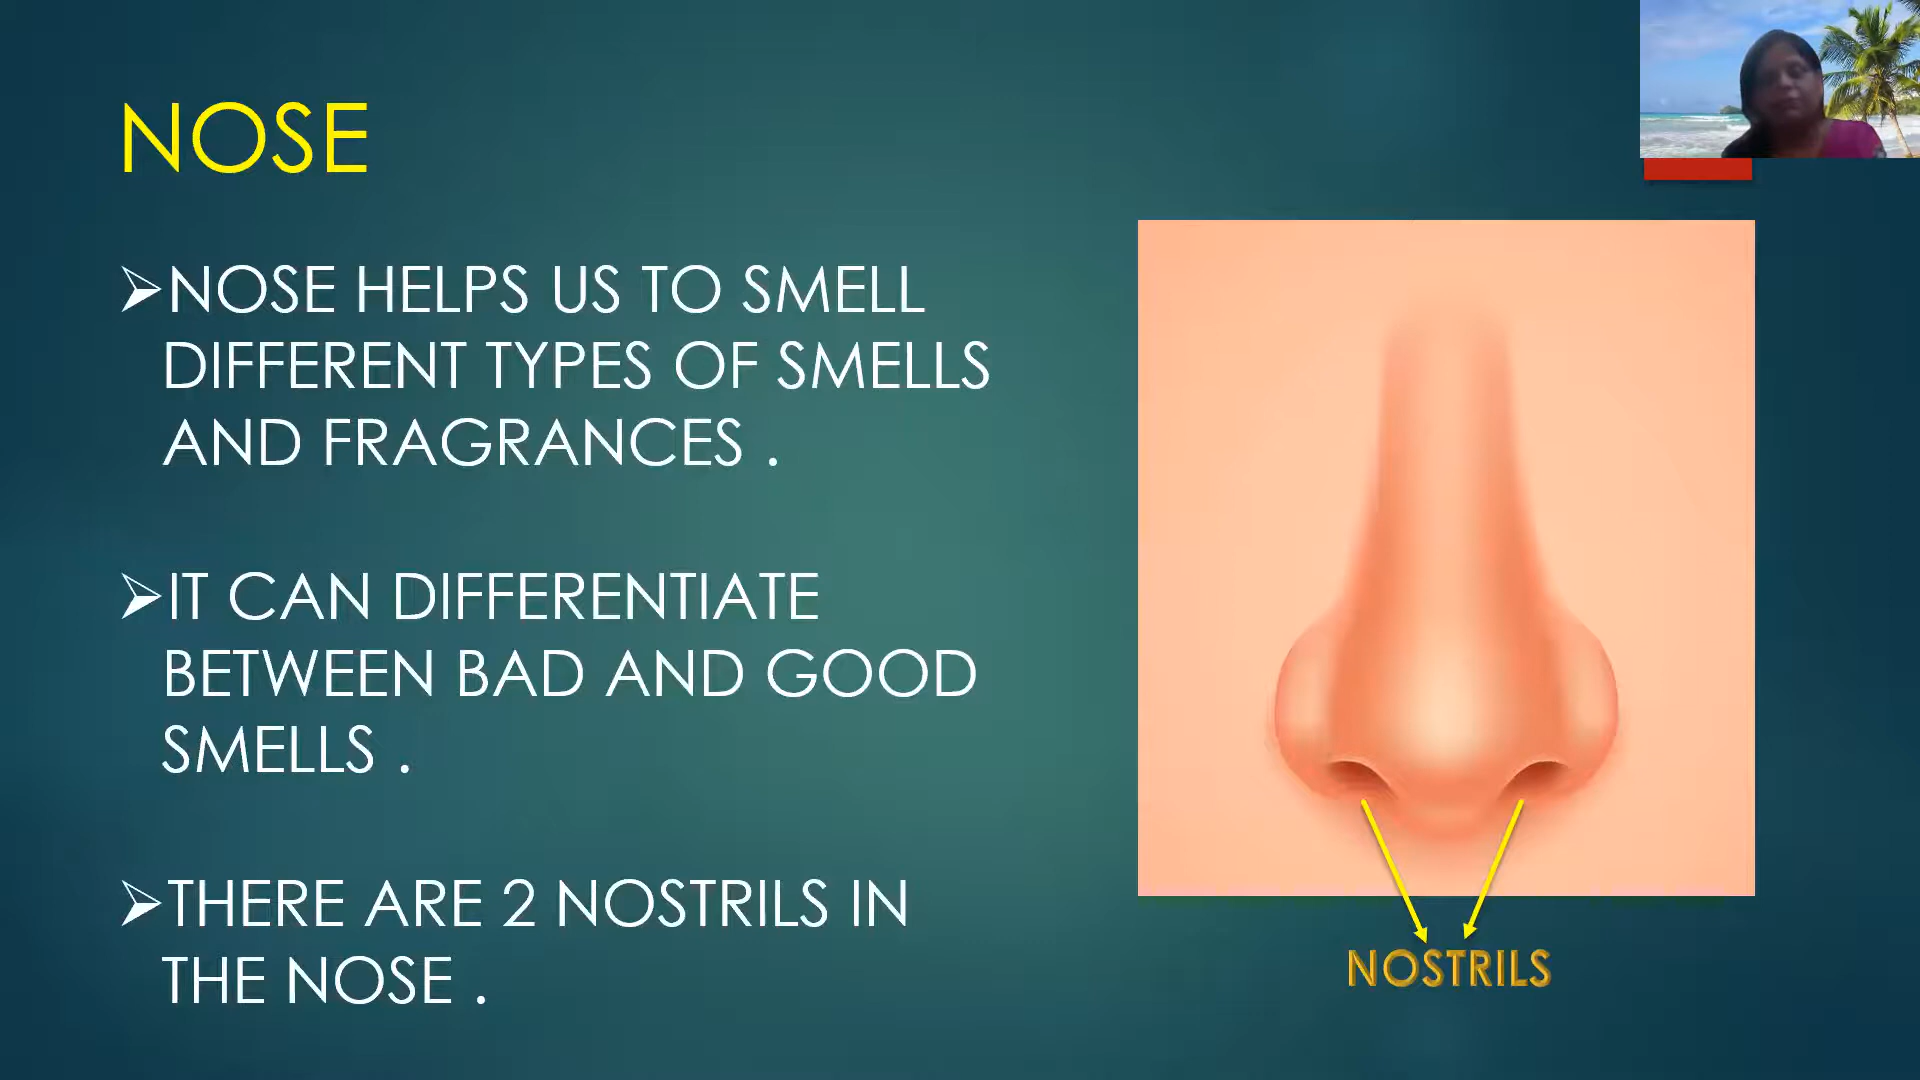 NOSE
➢NOSE HELPS US TO SMELL
DIFFERENT TYPES OF SMELLS
AND FRAGRANCES .
➢IT CAN DIFFERENTIATE
BETWEEN BAD AND GOOD
SMELLS .
➢THERE ARE 2 NOSTRILS IN
THE NOSE .
NOSTRILS